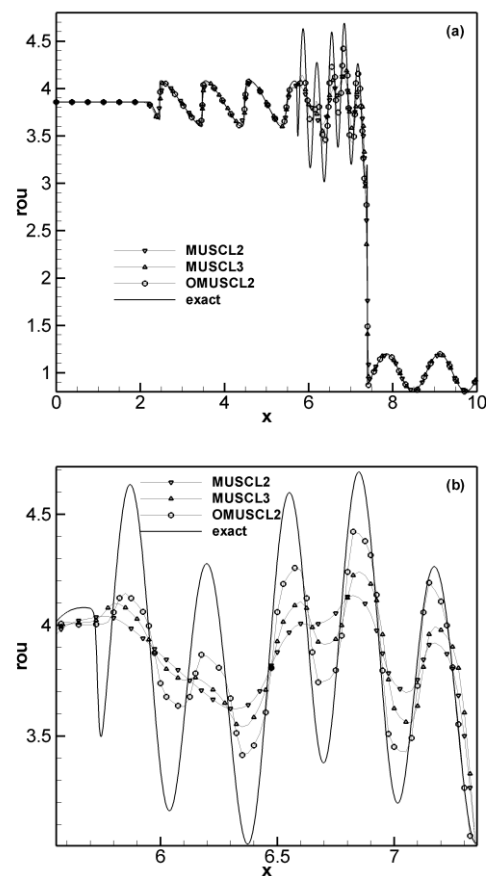 (a)
4.5
4
3.5
3
2.5
2
1.5
1
rou
MUSCL2
MUSCL3
OMUSCL2
exact
0 2 4 6 8 10
x
(b)
MUSCL2
MUSCL3
OMUSCL2
exact
4.5
4
3.5
rou
6 6.5 7
x